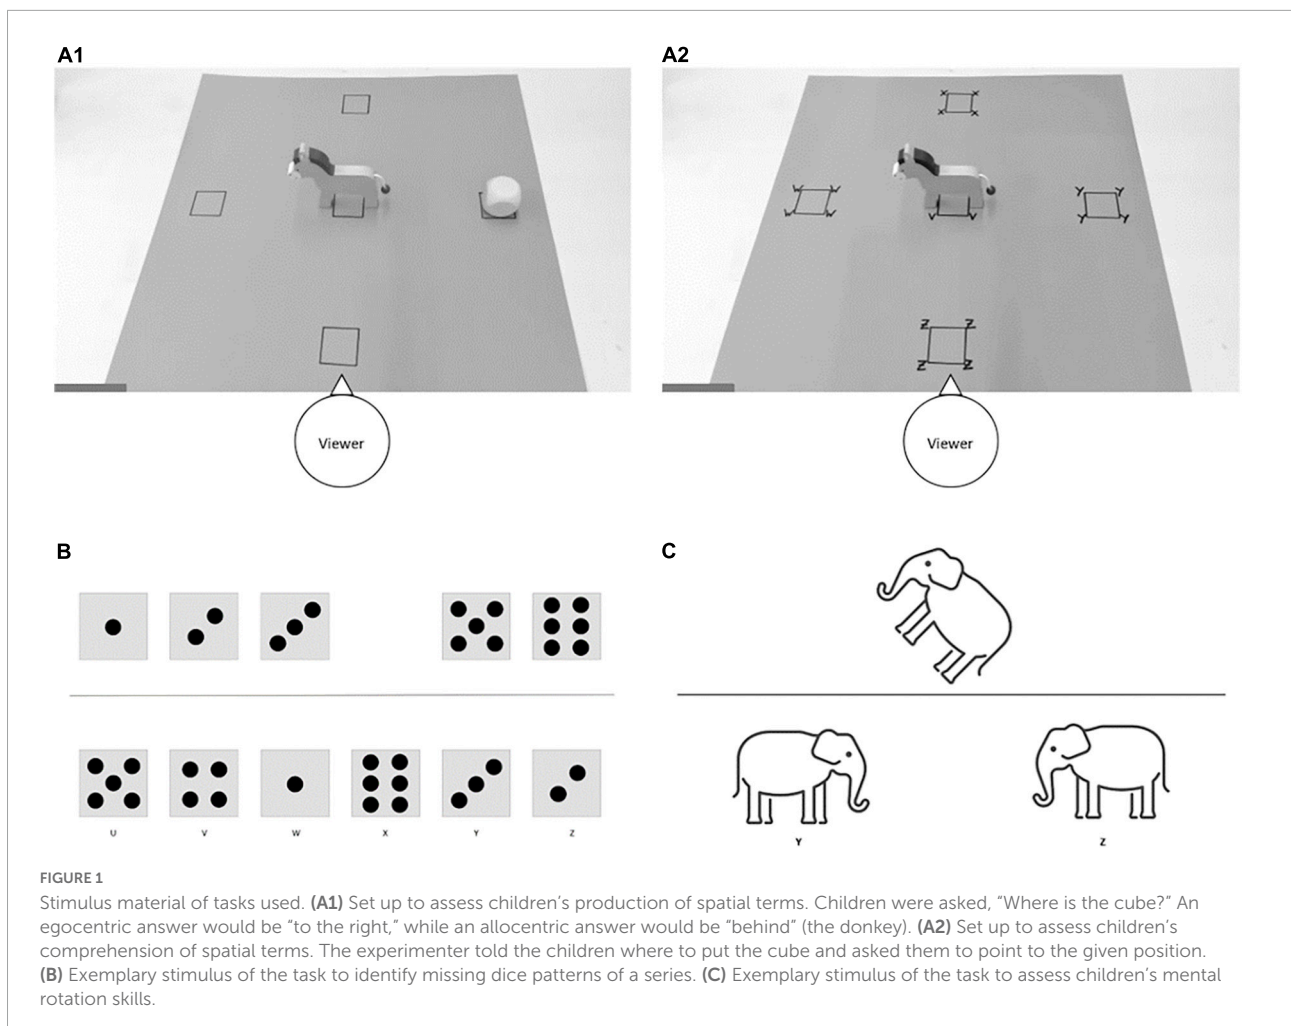 A1
A2
X X
X X
W W
W W
V V
Y Y
Y Y
Z Z
Z Z
Viewer
Viewer
B
C
U V W X Y Z
Y Z
FIGURE 1
Stimulus material of tasks used. (A1) Set up to assess children’s production of spatial terms. Children were asked, “Where is the cube?” An
egocentric answer would be “to the right,” while an allocentric answer would be “behind” (the donkey). (A2) Set up to assess children’s
comprehension of spatial terms. The experimenter told the children where to put the cube and asked them to point to the given position.
(B) Exemplary stimulus of the task to identify missing dice patterns of a series. (C) Exemplary stimulus of the task to assess children’s mental
rotation skills.